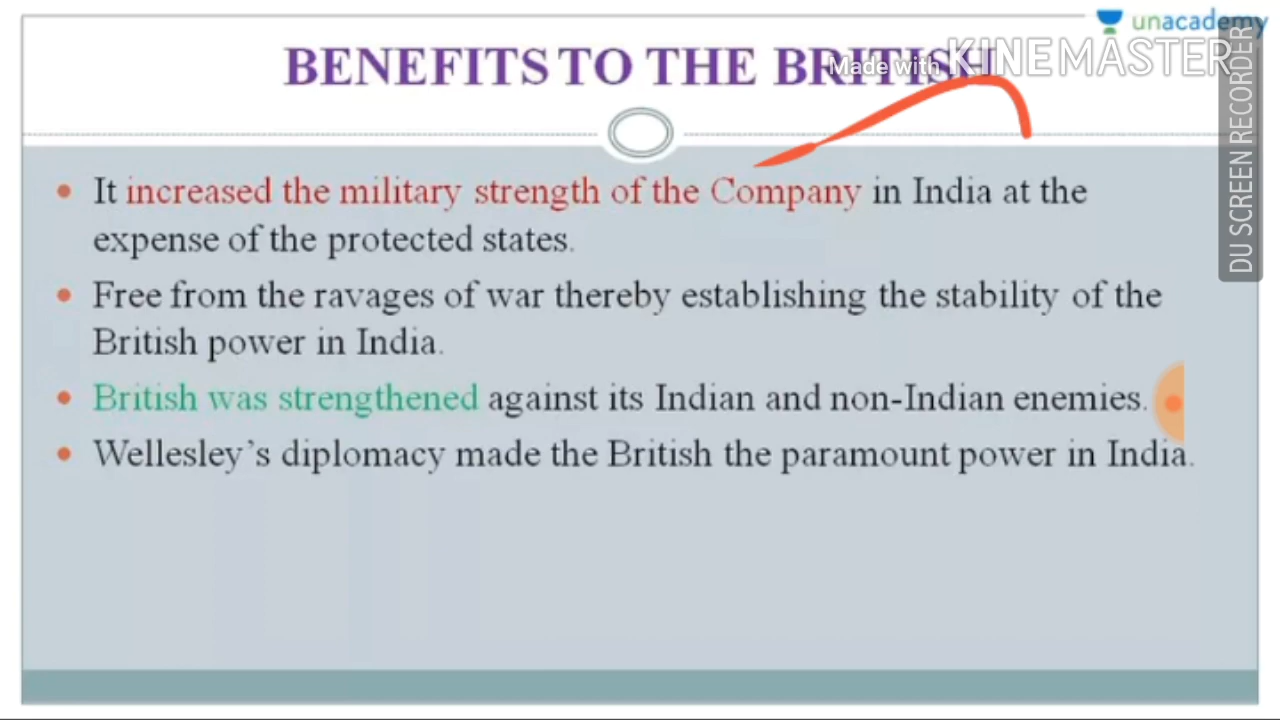 unacademy
Made with KINEMASTER
BENEFITS TO THE BRITISH
DU SCREEN RECORDER
• It increased the military strength of the Company in India at the
expense of the protected states.
• Free from the ravages of war thereby establishing the stability of the
British power in India.
• British was strengthened against its Indian and non-Indian enemies.
• Wellesley's diplomacy made the British the paramount power in India.